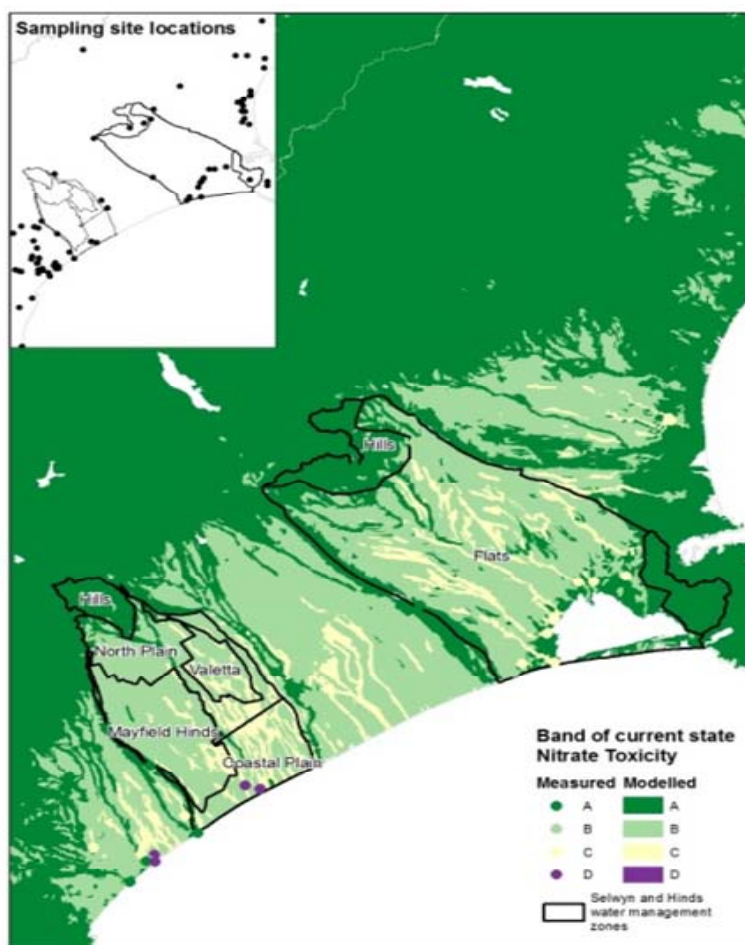 Sampling site locations
Hills
Flats
Hills
North Plain
Valetta
Mayfield Hinds
Coastal Plain
Band of current state
Nitrate Toxicity
Measured Modelled
A A
B B
C C
D D
Selwyn and Hinds
water management
zones